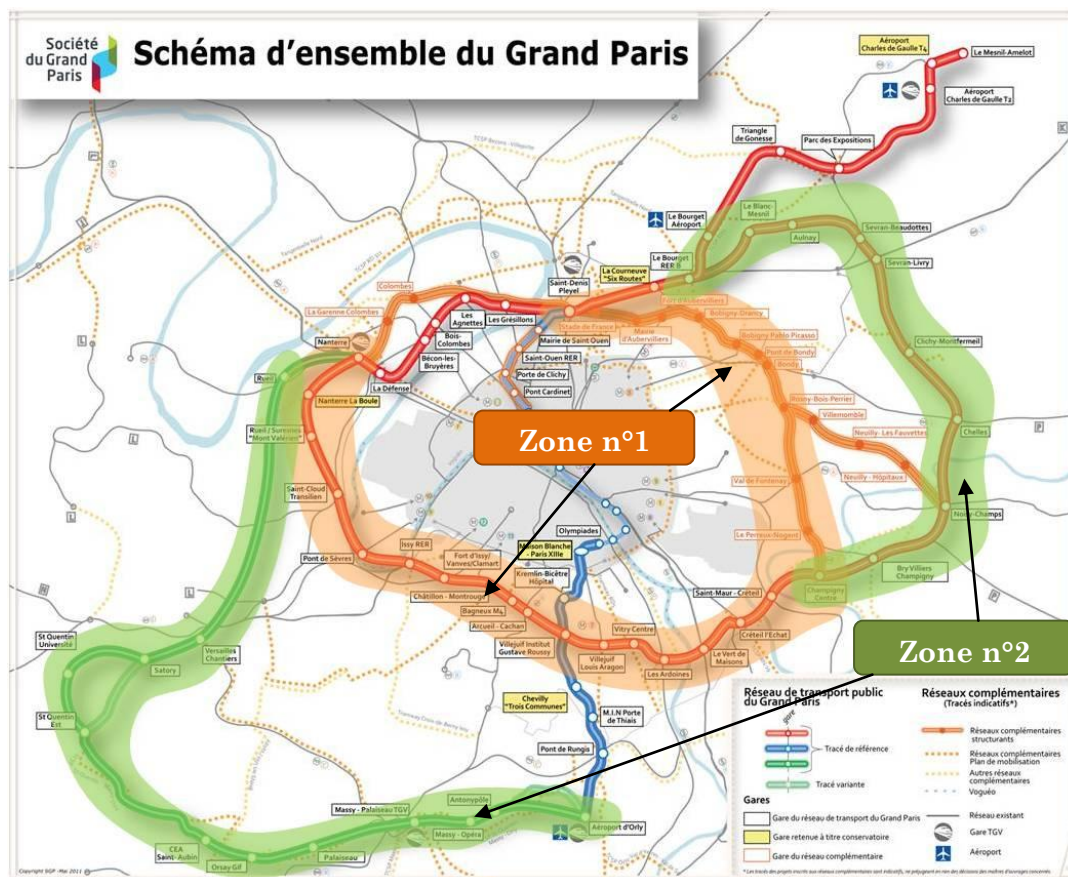 Société
du Grand
Paris
Schéma d'ensemble du Grand Paris
Aéroport
Charles de Gaulle T4
Le Mesnil-Amelot
Aéroport
Charles de Gaulle T2
Triangle
de Gonesse
Parc des Expositions
Le Bourget
Aéroport
Le Blanc-
Mesnil
Aulnay
Sevran-Beaudottes
Sevran-Livry
Le Bourget
RER B
La Courneuve
"Six Routes"
Saint-Denis
Pleyel
Colombes
La Garenne-Colombes
Les
Agnettes
Les Grésillons
Bois-
Colombes
Bécon-les-
Bruyères
Nanterre
La Défense
Rueil
Nanterre La Boule
Rueil / Suresnes
"Mont Valérien"
Stade de France
Mairie
d'Aubervilliers
Fort d'Aubervilliers
Bobigny-Drancy
Bobigny Pablo Picasso
Pont de Bondy
Bondy
Mairie de Saint Ouen
Saint-Ouen RER
Porte de Clichy
Pont Cardinet
Clichy-Montfermeil
Rosny-Bois-Perrier
Villemomble
Neuilly- Les Fauvettes
Neuilly - Hôpitaux
Chelles
Zone n°1
Val de Fontenay
Noisy-Champs
Saint-Cloud
Transilien
Olympiades
Le Perreux-Nogent
Pont de Sèvres
Issy RER
Fort d'Issy/
Vanves/Clamart
Maison Blanche
- Paris XIIIe
Kremlin-Bicêtre
Hôpital
Bry Villiers
Champigny
Champigny
Centre
Châtillon - Montrouge
Bagneux M4
Arcueil - Cachan
Saint-Maur - Créteil
Créteil l'Echat
Vitry Centre
Villejuif Institut
Gustave Roussy
Villejuif
Louis Aragon
Le Vert de
Maisons
Les Ardoines
Zone n°2
St Quentin
Université
Versailles
Chantiers
Satory
St Quentin
Est
Chevilly
"Trois Communes"
M.I.N Porte
de Thiais
Pont de Rungis
Antonypôle
Massy - Palaiseau TGV
Massy - Opéra
Aéroport d'Orly
CEA
Saint-Aubin
Orsay Gif
Palaiseau
Réseau de transport public
du Grand Paris
gare
Tracé de référence
Tracé variante
Gares
Gare du réseau de transport du Grand Paris
Gare retenue à titre conservatoire
Gare du réseau complémentaire
Réseaux complémentaires
(Tracés indicatifs*)
Réseaux complémentaires
structurants
Réseaux complémentaires
Plan de mobilisation
Autres réseaux
complémentaires
Voguéo
Réseau existant
Gare TGV
Aéroport
Copyright SGP - Mai 2011